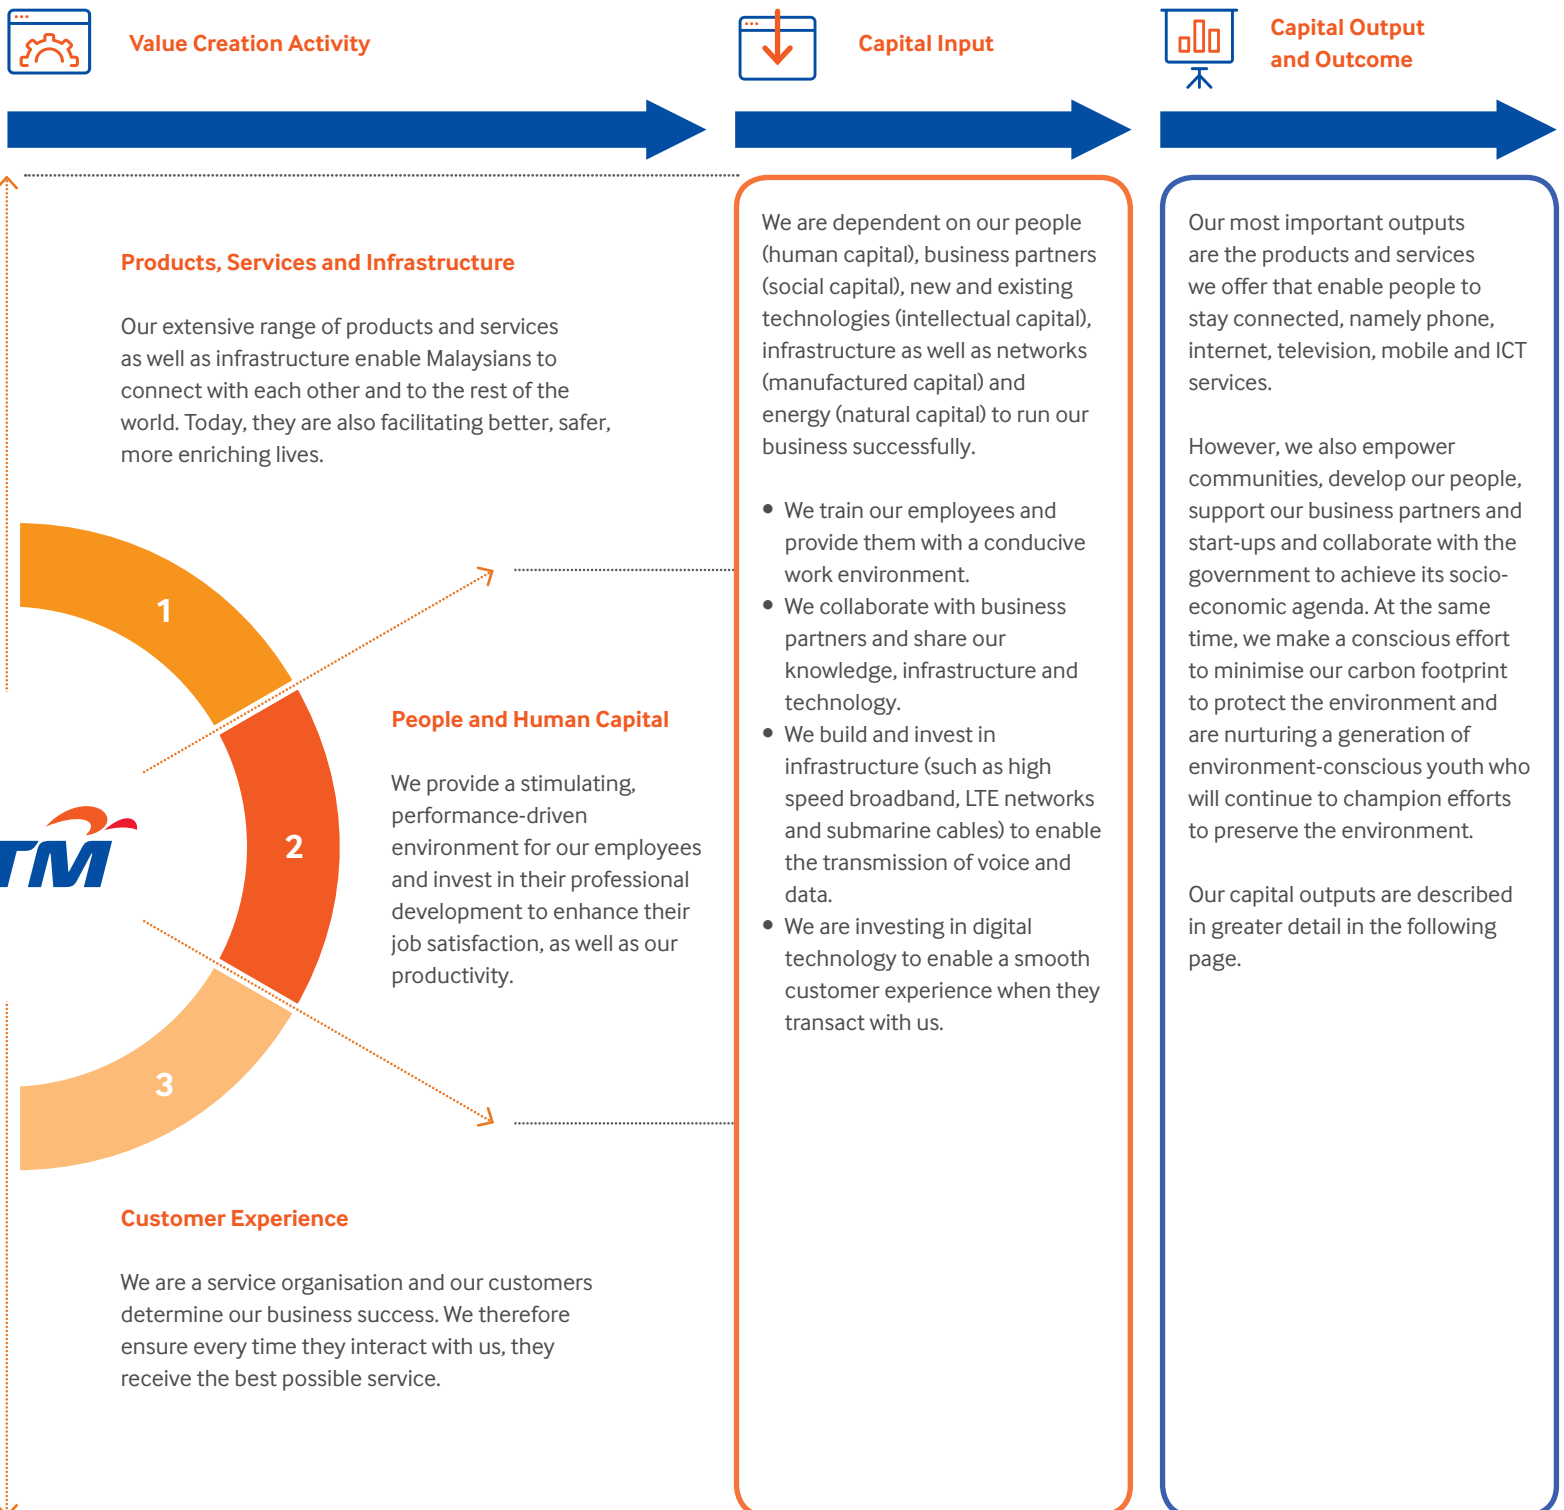 Value Creation Activity
Capital Input
Capital Output
and Outcome
Products, Services and Infrastructure
Our extensive range of products and services
as well as infrastructure enable Malaysians to
connect with each other and to the rest of the
world. Today, they are also facilitating better, safer,
more enriching lives.
1
2
3
TM
People and Human Capital
We provide a stimulating,
performance-driven
environment for our employees
and invest in their professional
development to enhance their
job satisfaction, as well as our
productivity.
Customer Experience
We are a service organisation and our customers
determine our business success. We therefore
ensure every time they interact with us, they
receive the best possible service.
We are dependent on our people
(human capital), business partners
(social capital), new and existing
technologies (intellectual capital),
infrastructure as well as networks
(manufactured capital) and
energy (natural capital) to run our
business successfully.
• We train our employees and
provide them with a conducive
work environment.
• We collaborate with business
partners and share our
knowledge, infrastructure and
technology.
• We build and invest in
infrastructure (such as high
speed broadband, LTE networks
and submarine cables) to enable
the transmission of voice and
data.
• We are investing in digital
technology to enable a smooth
customer experience when they
transact with us.
Our most important outputs
are the products and services
we offer that enable people to
stay connected, namely phone,
internet, television, mobile and ICT
services.
However, we also empower
communities, develop our people,
support our business partners and
start-ups and collaborate with the
government to achieve its socio-
economic agenda. At the same
time, we make a conscious effort
to minimise our carbon footprint
to protect the environment and
are nurturing a generation of
environment-conscious youth who
will continue to champion efforts
to preserve the environment.
Our capital outputs are described
in greater detail in the following
page.